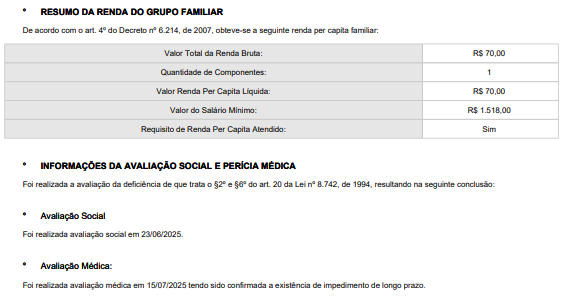 ° RESUMO DA RENDA DO GRUPO FAMILIAR
De acordo com o art. 4º do Decreto nº 6.214, de 2007, obteve-se a seguinte renda per capita familiar:
Valor Total da Renda Bruta: R$ 70,00
Quantidade de Componentes: 1
Valor Renda Per Capita Líquida: R$ 70,00
Valor do Salário Mínimo: R$ 1.518,00
Requisito de Renda Per Capita Atendido: Sim
° INFORMAÇÕES DA AVALIAÇÃO SOCIAL E PERÍCIA MÉDICA
Foi realizada a avaliação da deficiência de que trata o §2º e §6º do art. 20 da Lei nº 8.742, de 1994, resultando na seguinte conclusão:
° Avaliação Social
Foi realizada avaliação social em 23/06/2025.
° Avaliação Médica:
Foi realizada avaliação médica em 15/07/2025 tendo sido confirmada a existência de impedimento de longo prazo.